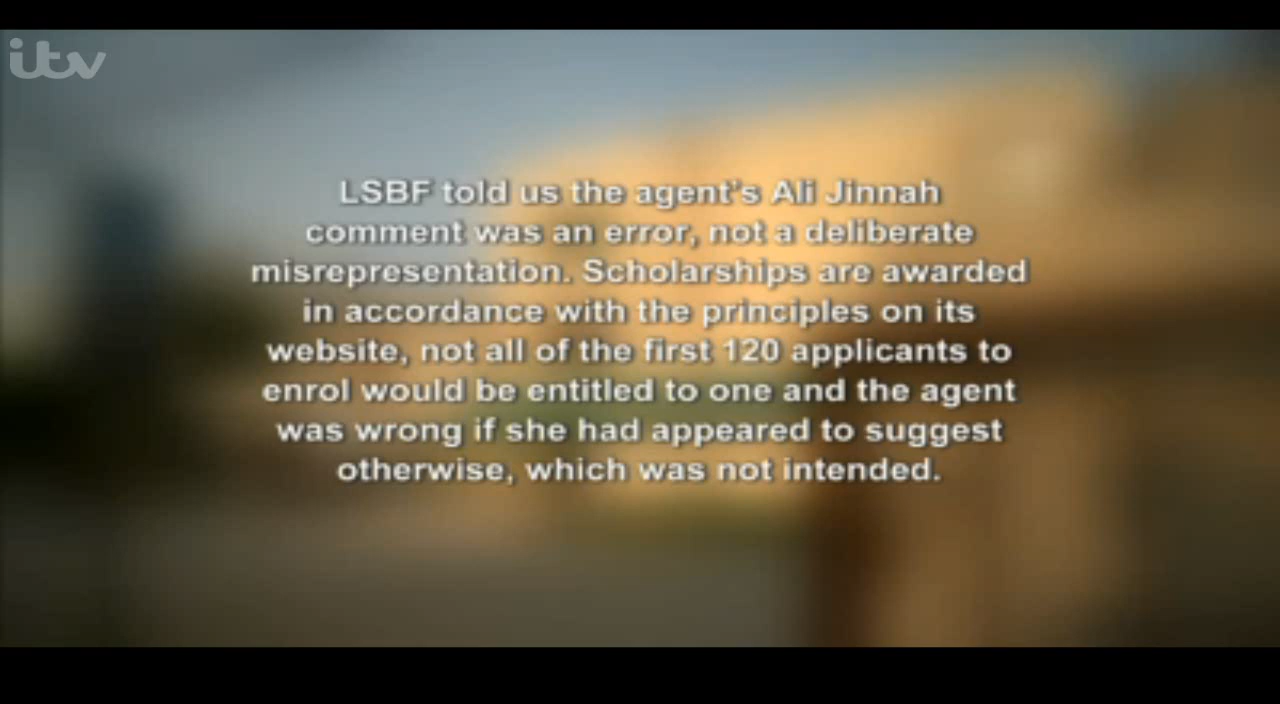 itv
LSBF told us the agent's Ali Jinnah
comment was an error, not a deliberate
misrepresentation. Scholarships are awarded
in accordance with the principles on its
website, not all of the first 120 applicants to
enrol would be entitled to one and the agent
was wrong if she had appeared to suggest
otherwise, which was not intended.